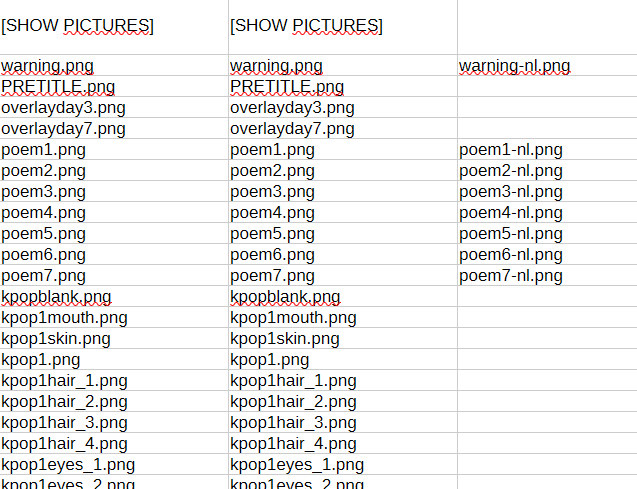 [SHOW PICTURES] [SHOW PICTURES]
warning.png warning.png warning-nl.png
PRETITLE.png PRETITLE.png
overlayday3.png overlayday3.png
overlayday7.png overlayday7.png
poem1.png poem1.png poem1-nl.png
poem2.png poem2.png poem2-nl.png
poem3.png poem3.png poem3-nl.png
poem4.png poem4.png poem4-nl.png
poem5.png poem5.png poem5-nl.png
poem6.png poem6.png poem6-nl.png
poem7.png poem7.png poem7-nl.png
kpopblank.png kpopblank.png
kpop1mouth.png kpop1mouth.png
kpop1skin.png kpop1skin.png
kpop1.png kpop1.png
kpop1hair_1.png kpop1hair_1.png
kpop1hair_2.png kpop1hair_2.png
kpop1hair_3.png kpop1hair_3.png
kpop1hair_4.png kpop1hair_4.png
kpop1eyes_1.png kpop1eyes_1.png
kpop1eyes_2.png kpop1eyes_2.png